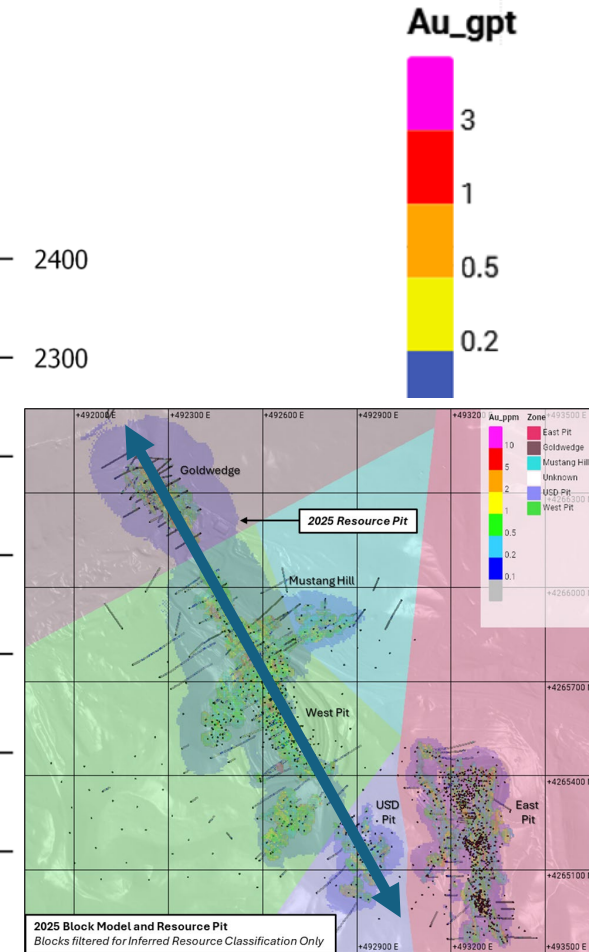 Au_gpt
3
1
0.5
0.2
2400
2300
+492000 E
+492300 E
+492600 E
+492900 E
+493200
+493500 E
Au_ppm
Zone
10
5
2
1
0.5
0.2
0.1
East Pit
Goldwedge
Mustang Hill
Unknown
USD Pit
West Pit
Goldwedge
2025 Resource Pit
+4266300 E
Mustang Hill
+4266000 E
+4265700 E
West Pit
+4265400 E
USD
Pit
East
Pit
+4265100 E
2025 Block Model and Resource Pit
Blocks filtered for Inferred Resource Classification Only
+492900 E
+493200 E
+493500 E